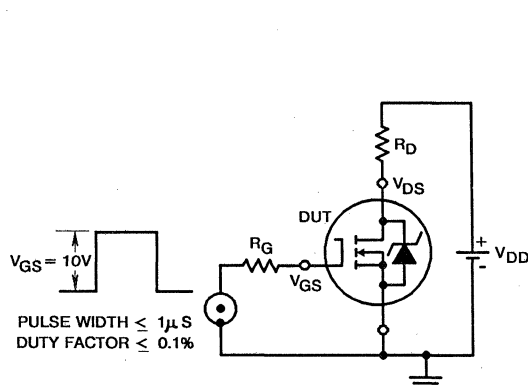 R_D
V_DS
DUT
R_G
V_GS = 10V
V_GS
+
-
V_DD
PULSE WIDTH ≤ 1μS
DUTY FACTOR ≤ 0.1%